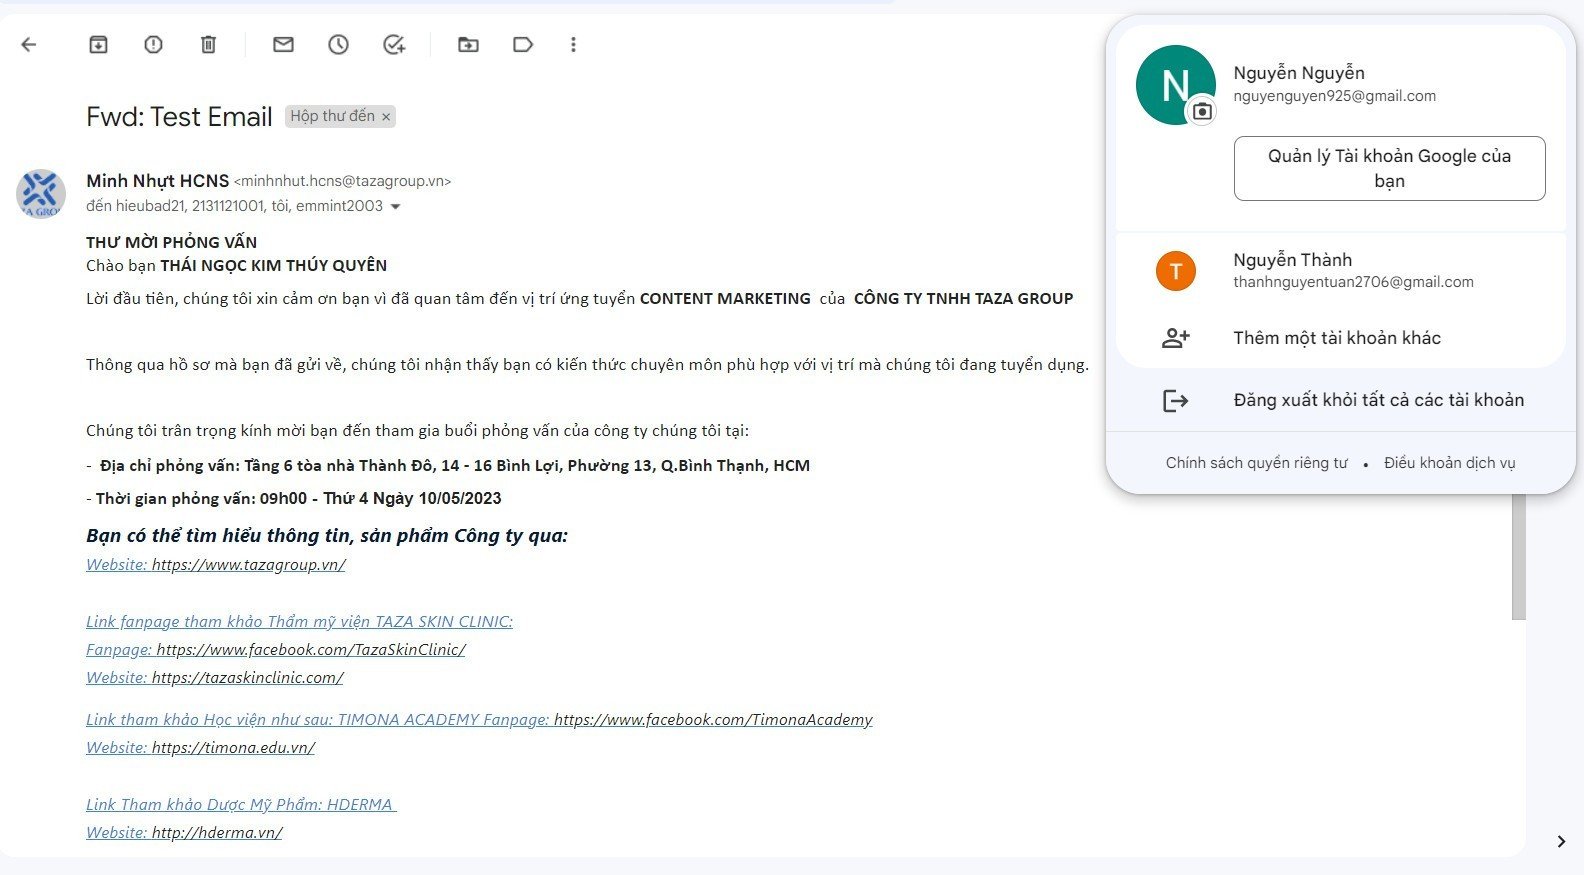 Fwd: Test Email
Hộp thư đến ×
Minh Nhựt HCNS <minhnhut.hcns@tazagroup.vn>
đến hieubad21, 2131121001, tôi, emmint2003
THƯ MỜI PHỎNG VẤN
Chào bạn THÁI NGỌC KIM THÚY QUYÊN
Lời đầu tiên, chúng tôi xin cảm ơn bạn vì đã quan tâm đến vị trí ứng tuyển CONTENT MARKETING của CÔNG TY TNHH TAZA GROUP
Thông qua hồ sơ mà bạn đã gửi về, chúng tôi nhận thấy bạn có kiến thức chuyên môn phù hợp với vị trí mà chúng tôi đang tuyển dụng.
Chúng tôi trân trọng kính mời bạn đến tham gia buổi phỏng vấn của công ty chúng tôi tại:
- Địa chỉ phỏng vấn: Tầng 6 tòa nhà Thành Đô, 14 - 16 Bình Lợi, Phường 13, Q.Bình Thạnh, HCM
- Thời gian phỏng vấn: 09h00 - Thứ 4 Ngày 10/05/2023
Bạn có thể tìm hiểu thông tin, sản phẩm Công ty qua:
Website: https://www.tazagroup.vn/
Link fanpage tham khảo Thẩm mỹ viện TAZA SKIN CLINIC:
Fanpage: https://www.facebook.com/TazaSkinClinic/
Website: https://tazaskinclinic.com/
Link tham khảo Học viện như sau: TIMONA ACADEMY Fanpage: https://www.facebook.com/TimonaAcademy
Website: https://timona.edu.vn/
Link Tham khảo Dược Mỹ Phẩm: HDERMA
Website: http://hderma.vn/
N
Nguyễn Nguyễn
nguyenguyen925@gmail.com
Quản lý Tài khoản Google của
bạn
T
Nguyễn Thành
thanhnguyentuan2706@gmail.com
Thêm một tài khoản khác
Đăng xuất khỏi tất cả các tài khoản
Chính sách quyền riêng tư • Điều khoản dịch vụ